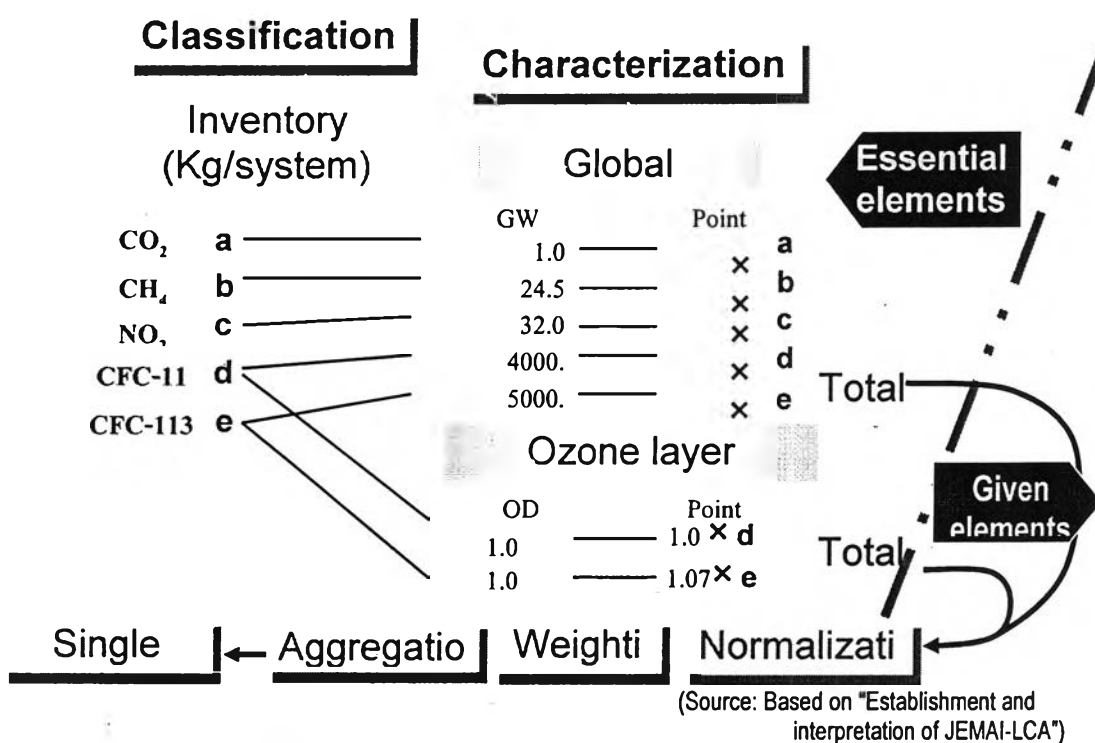 Classification
Characterization
Inventory
(Kg/system)
Global
Essential
elements
GW
Point
CO2 a
1.0
× a
CH4 b
24.5
× b
NO2 c
32.0
× c
CFC-11 d
4000.
× d
CFC-113 e
5000.
× e
Total
Ozone layer
Given
elements
OD
Point
1.0
1.0 × d
Total
1.0
1.07 × e
Single
Aggregatio
Weighti
Normalizati
(Source: Based on "Establishment and
interpretation of JEMAI-LCA")